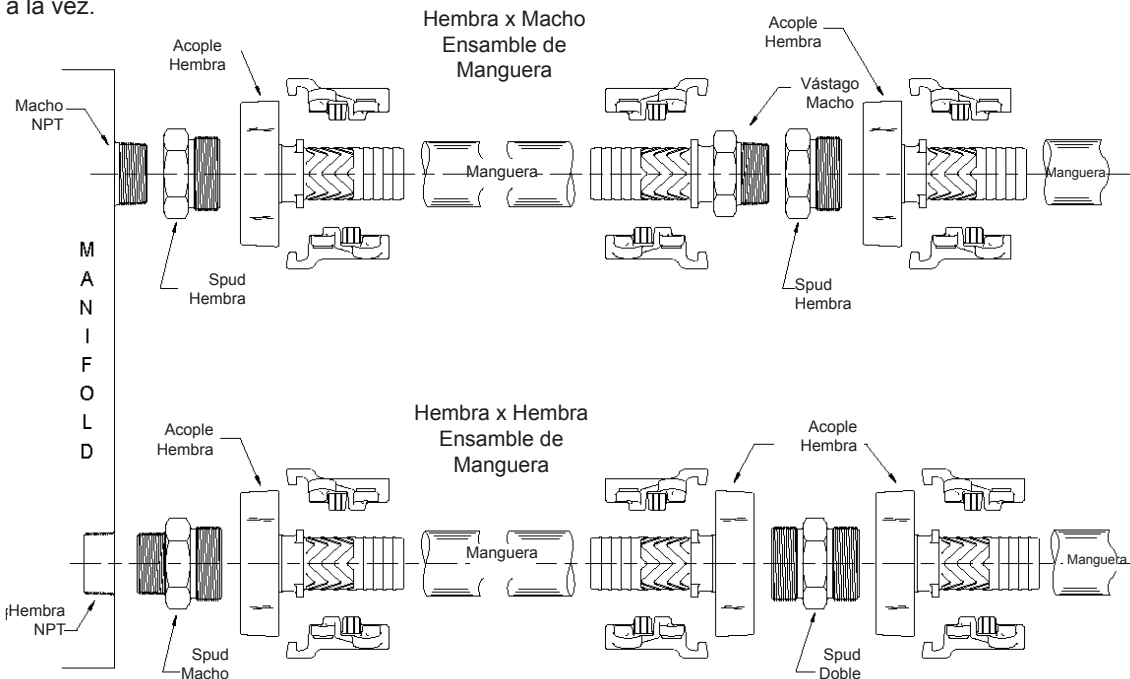 a la vez.
Hembra x Macho
Ensamble de
Manguera
Acople
Hembra
Acople
Hembra
Macho
NPT
Vástago
Macho
Manguera
Manguera
Spud
Hembra
Spud
Hembra
MANIFOLD
Hembra x Hembra
Ensamble de
Manguera
Acople
Hembra
Acople
Hembra
Manguera
Manguera
Hembra
NPT
Spud
Macho
Spud
Doble